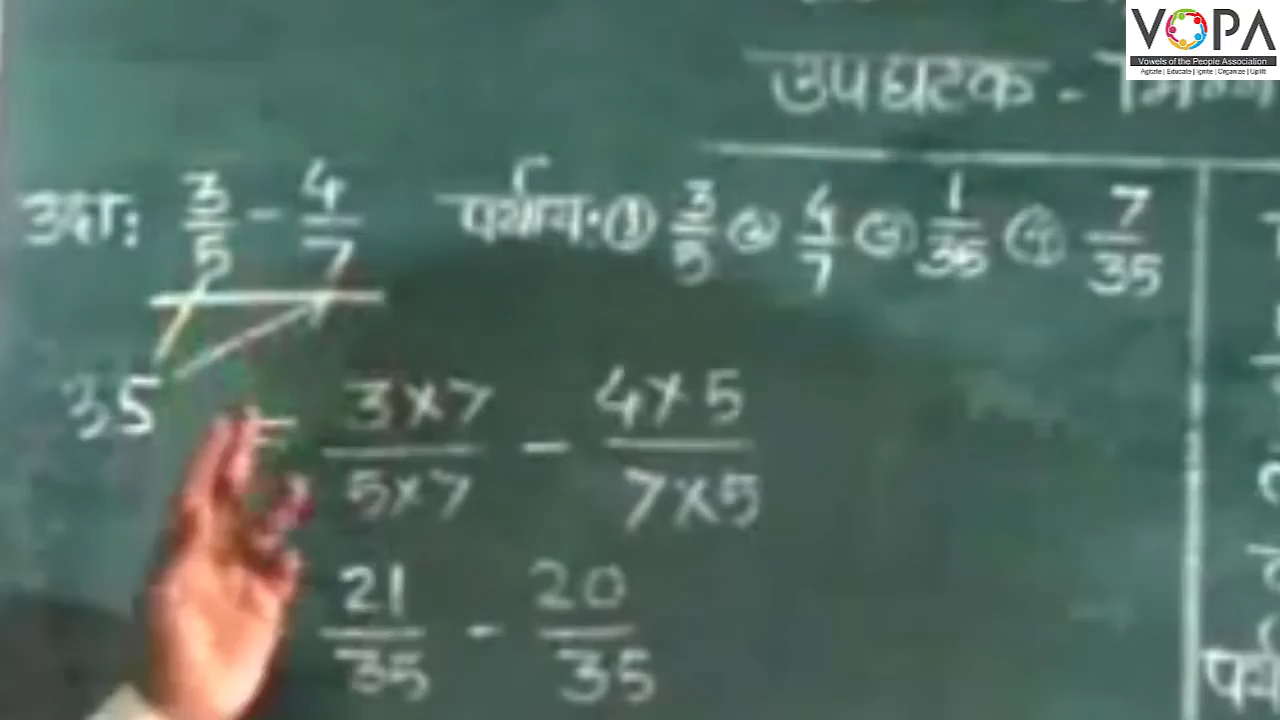 VOPA
Vowels of the People Association
Agitate | Educate | Ignite | Organize | Uplift
उपघटक - भिन्न
उदा: 3/5 - 4/7 पर्याय: ① 3/5 ② 4/7 ③ 1/35 ④ 7/35
35
= 3×7/5×7 - 4×5/7×5
21/35 - 20/35